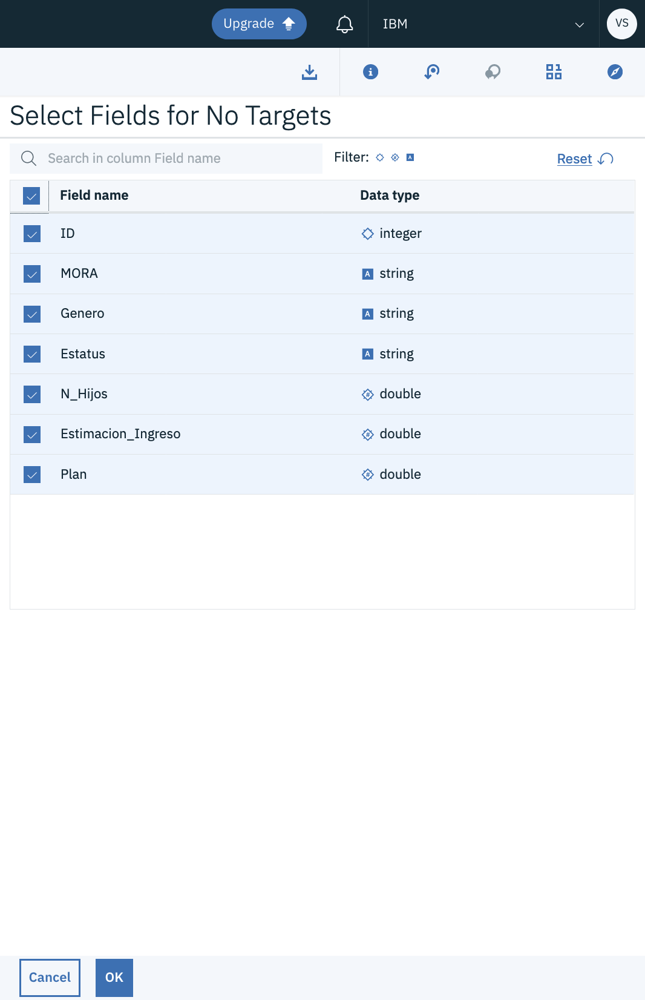 Upgrade
IBM
VS
Select Fields for No Targets
Search in column Field name
Filter:
Reset
Field name Data type
ID integer
MORA A string
Genero A string
Estatus A string
N_Hijos # double
Estimacion_Ingreso # double
Plan # double
Cancel OK